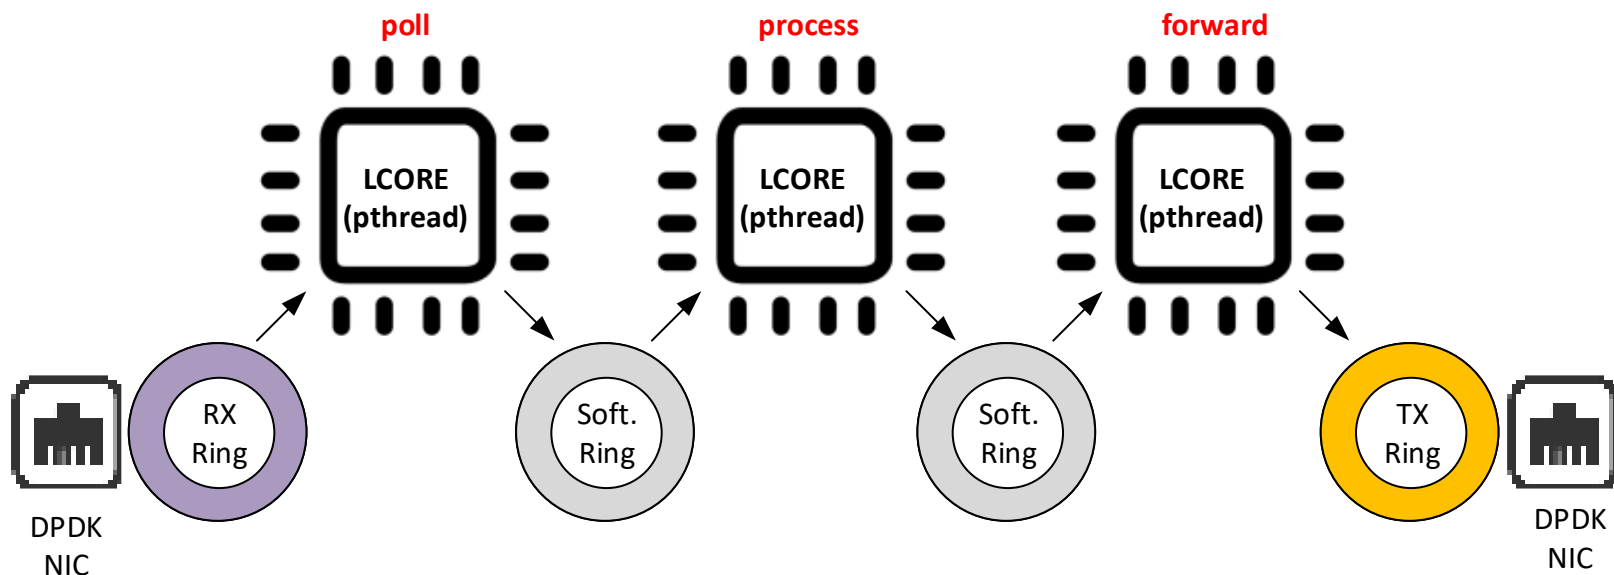 poll
process
forward
LCORE
(pthread)
LCORE
(pthread)
LCORE
(pthread)
RX
Ring
Soft.
Ring
Soft.
Ring
TX
Ring
DPDK
NIC
DPDK
NIC